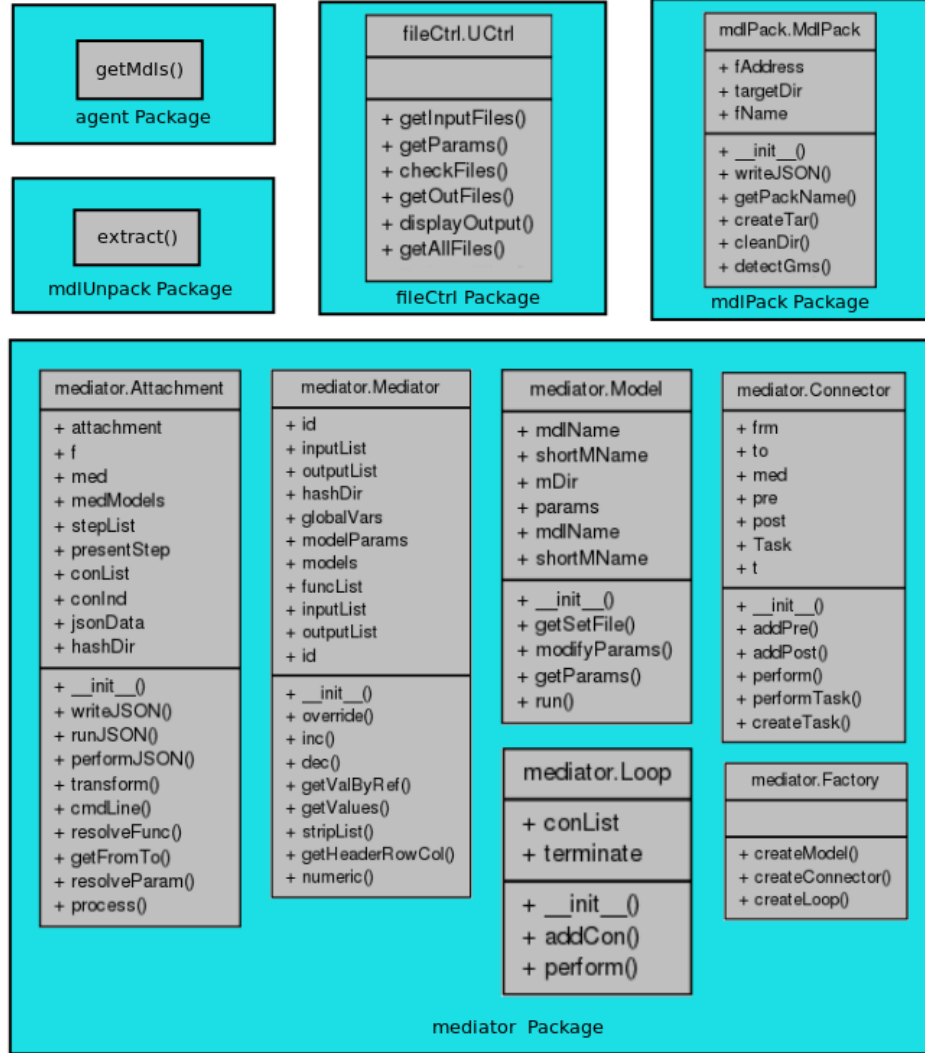 getMdls()
agent Package
extract()
mdlUnpack Package
fileCtrl.UCtrl
+ getInputFiles()
+ getParams()
+ checkFiles()
+ getOutFiles()
+ displayOutput()
+ getAllFiles()
fileCtrl Package
mdlPack.MdlPack
+ fAddress
+ targetDir
+ fName
+ __init__()
+ writeJSON()
+ getPackName()
+ createTar()
+ cleanDir()
+ detectGms()
mdlPack Package
mediator.Attachment
+ attachment
+ f
+ med
+ medModels
+ stepList
+ presentStep
+ conList
+ conInd
+ jsonData
+ hashDir
+ __init__()
+ writeJSON()
+ runJSON()
+ performJSON()
+ transform()
+ cmdLine()
+ resolveFunc()
+ getFromTo()
+ resolveParam()
+ process()
mediator.Mediator
+ id
+ inputList
+ outputList
+ hashDir
+ globalVars
+ modelParams
+ models
+ funcList
+ inputList
+ outputList
+ id
+ __init__()
+ override()
+ inc()
+ dec()
+ getValByRef()
+ getValues()
+ stripList()
+ getHeaderRowCol()
+ numeric()
mediator.Model
+ mdlName
+ shortMName
+ mDir
+ params
+ mdlName
+ shortMName
+ __init__()
+ getSetFile()
+ modifyParams()
+ getParams()
+ run()
mediator.Connector
+ frm
+ to
+ med
+ pre
+ post
+ Task
+ t
+ __init__()
+ addPre()
+ addPost()
+ perform()
+ performTask()
+ createTask()
mediator.Loop
+ conList
+ terminate
+ __init__()
+ addCon()
+ perform()
mediator.Factory
+ createModel()
+ createConnector()
+ createLoop()
mediator Package